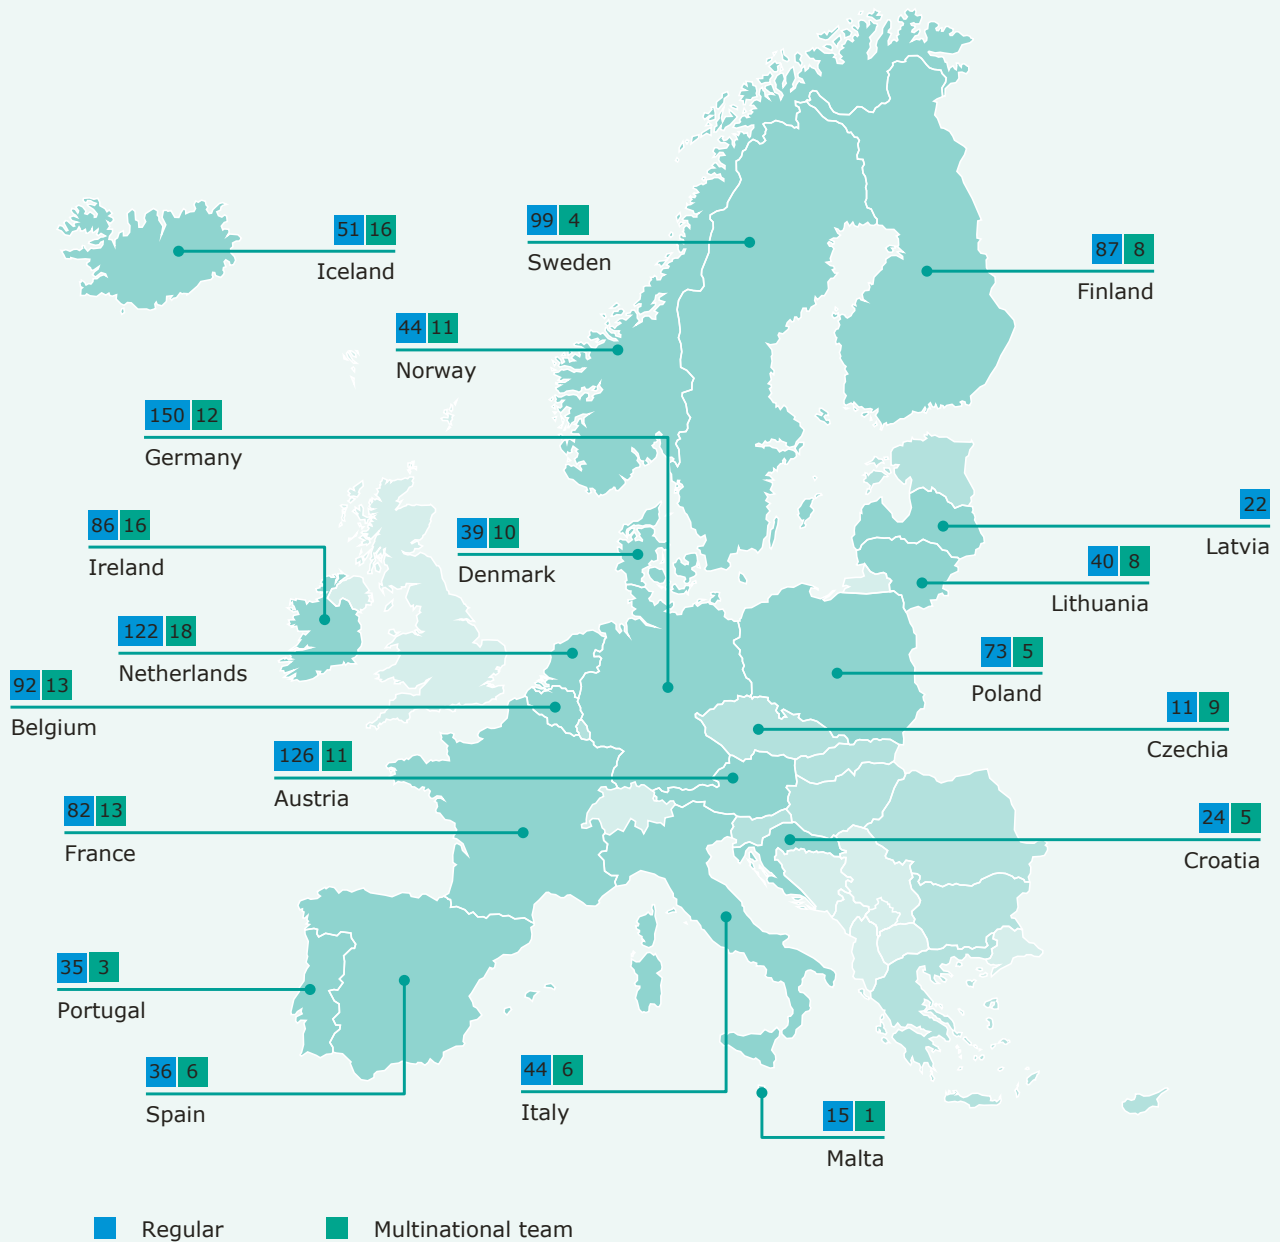 99 4
Sweden
51 16
Iceland
87 8
Finland
44 11
Norway
150 12
Germany
22
Latvia
86 16
Ireland
39 10
Denmark
40 8
Lithuania
122 18
Netherlands
73 5
Poland
92 13
Belgium
11 9
Czechia
126 11
Austria
82 13
France
24 5
Croatia
35 3
Portugal
36 6
Spain
44 6
Italy
15 1
Malta
Regular
Multinational team